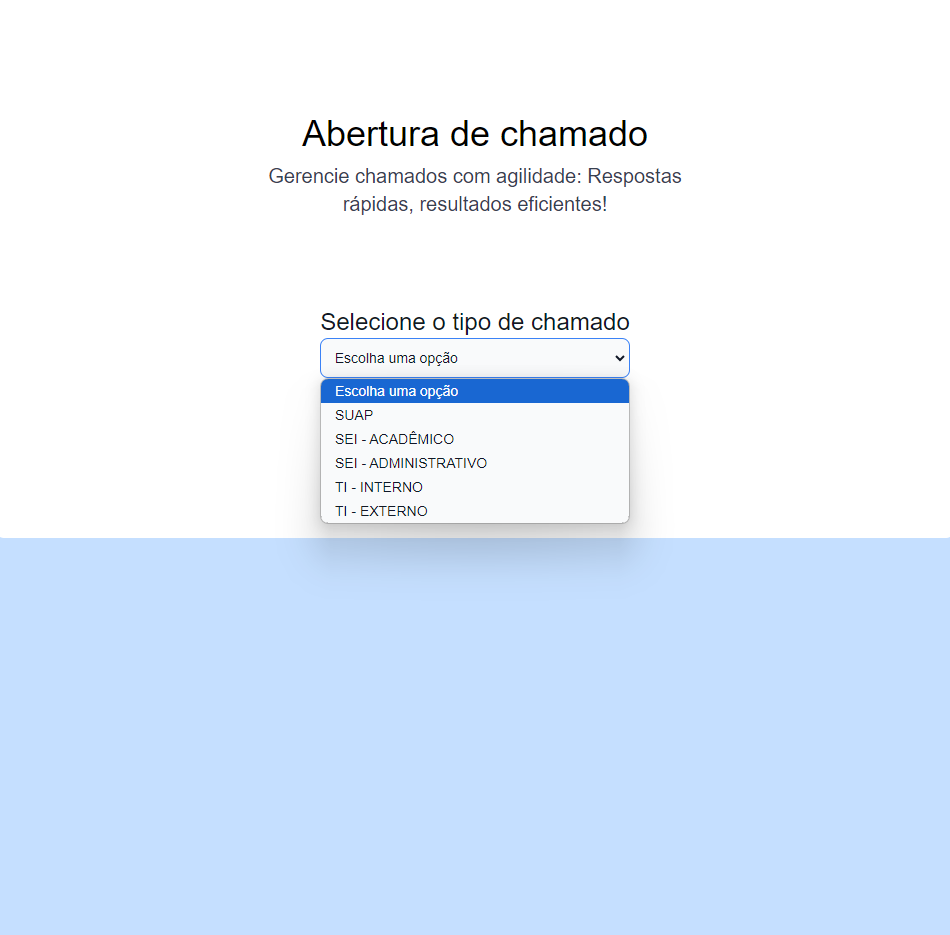 Abertura de chamado
Gerencie chamados com agilidade: Respostas
rápidas, resultados eficientes!
Selecione o tipo de chamado
Escolha uma opção
Escolha uma opção
SUAP
SEI - ACADÊMICO
SEI - ADMINISTRATIVO
TI - INTERNO
TI - EXTERNO